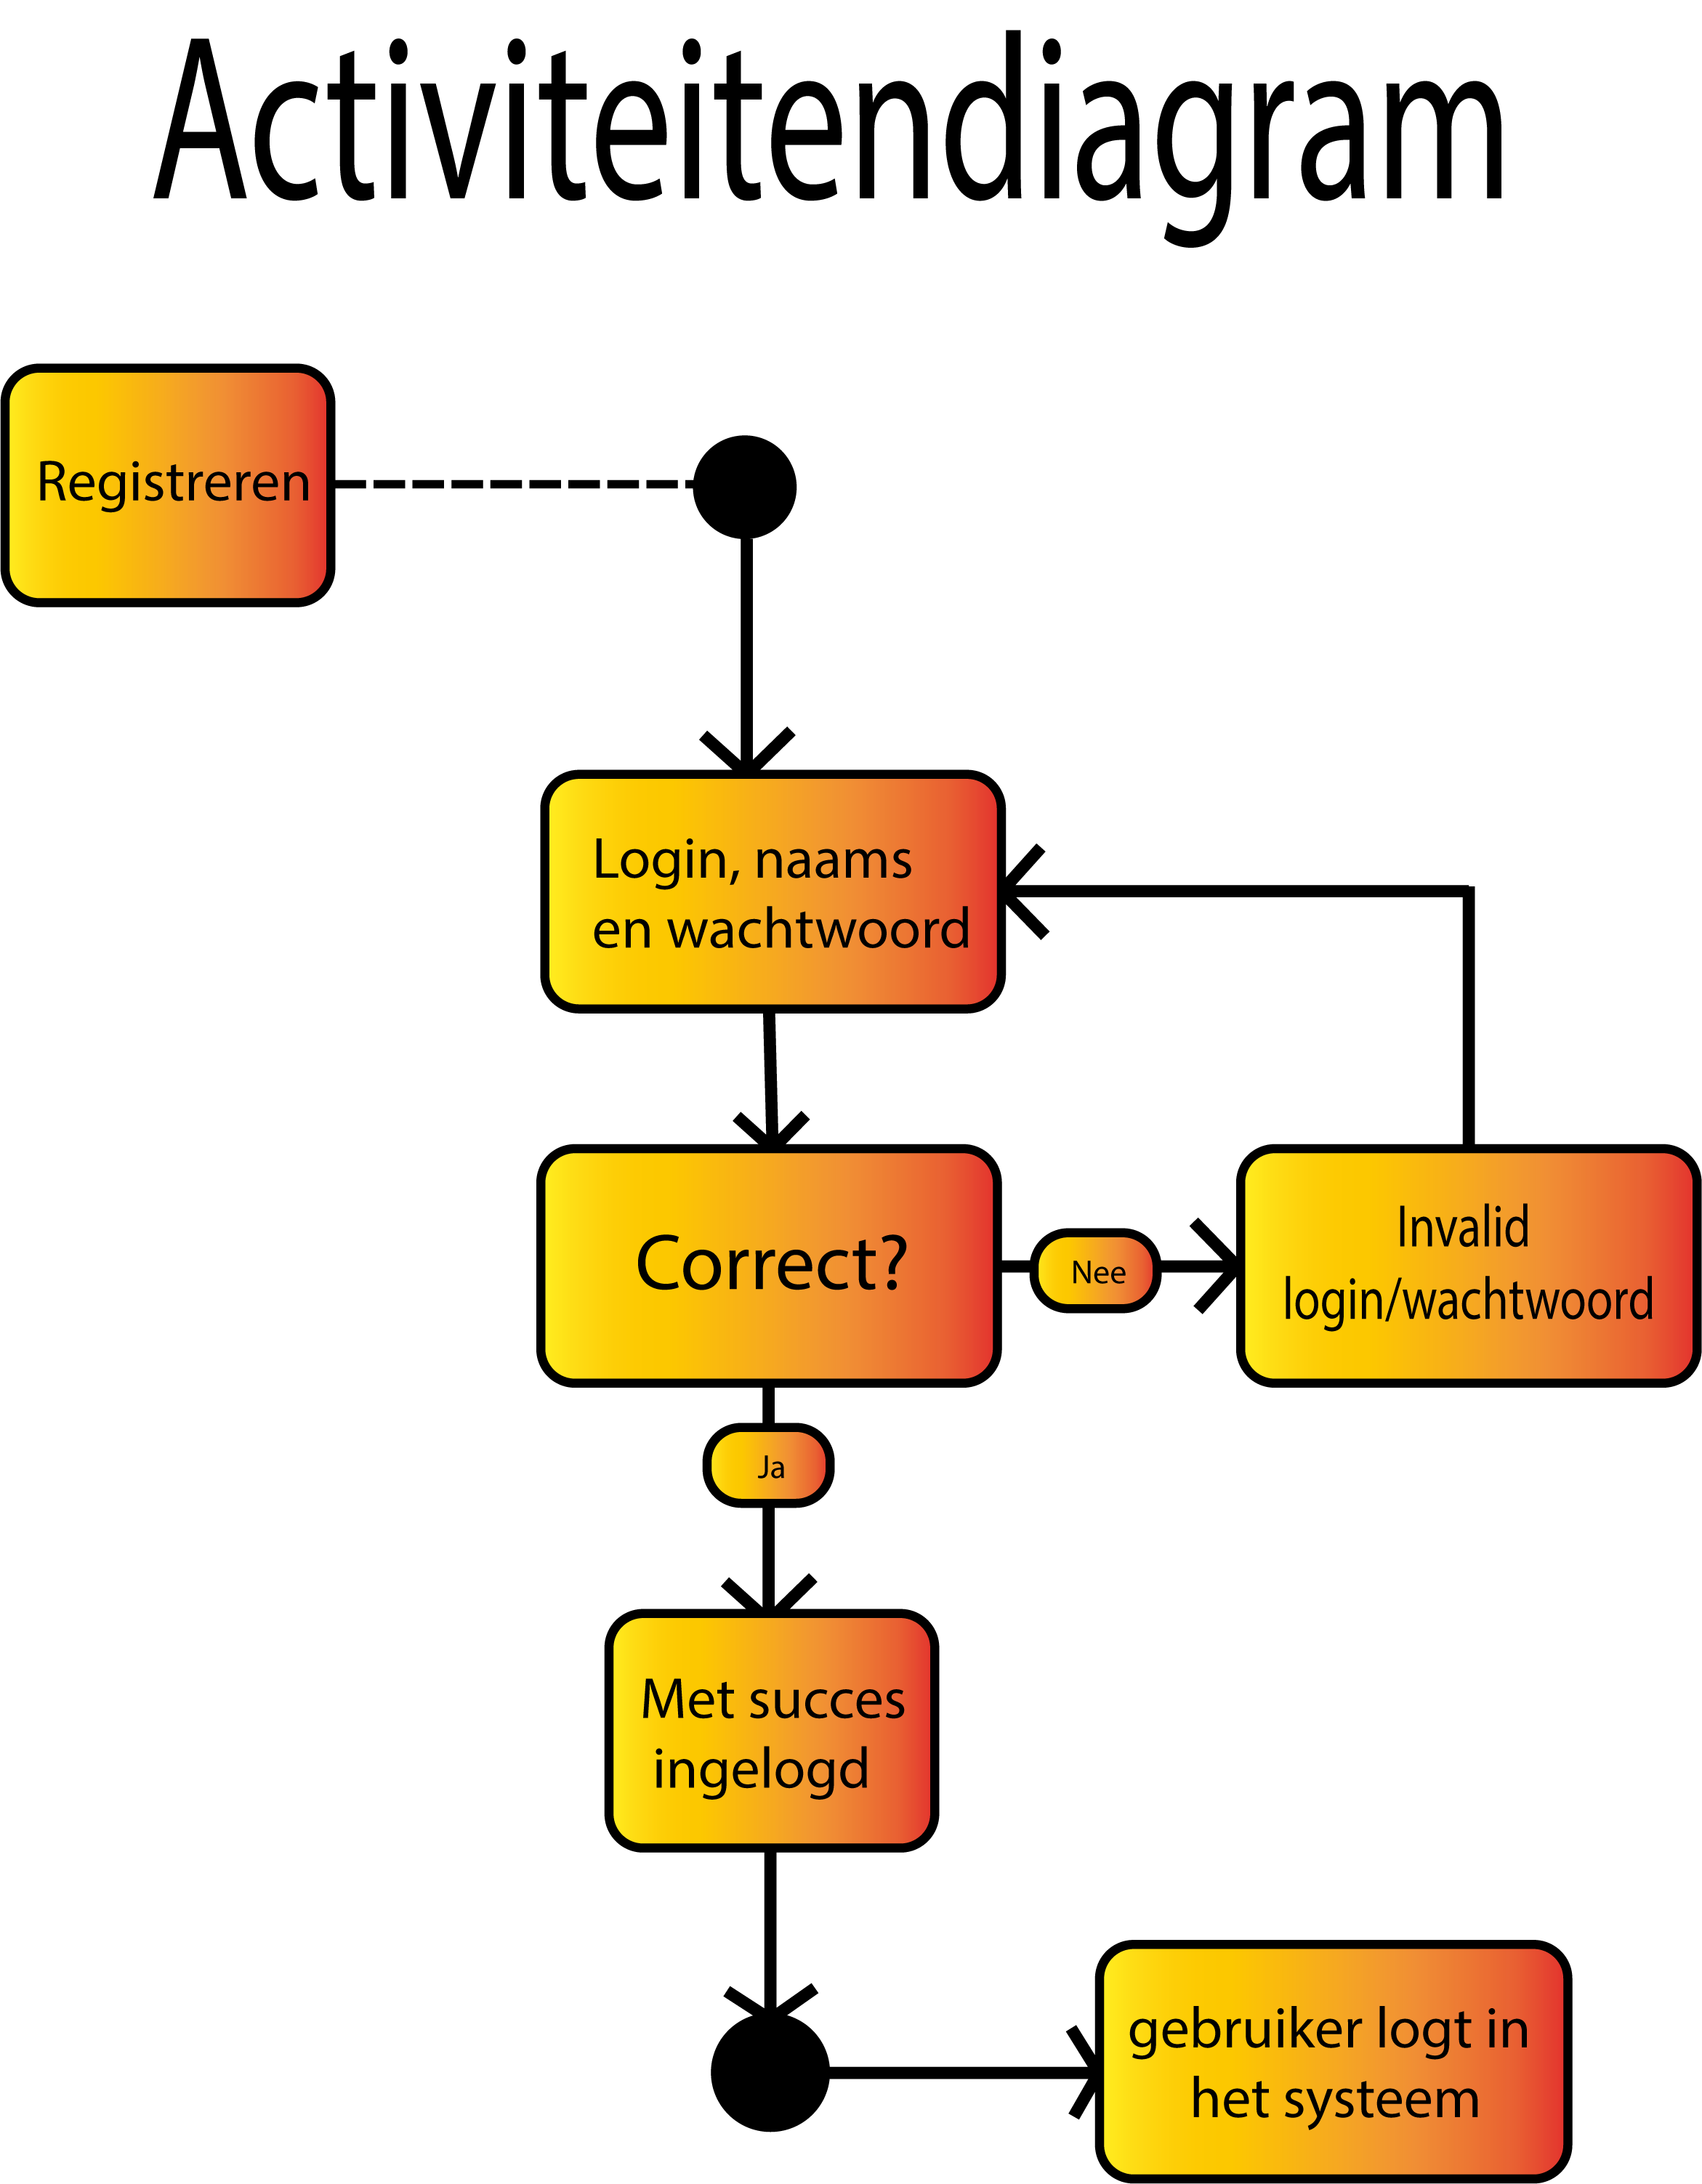 Activiteitendiagram
Registreren
Login, naams
en wachtwoord
Correct?
Nee
Invalid
login/wachtwoord
Ja
Met succes
ingelogd
gebruiker logt in
het systeem